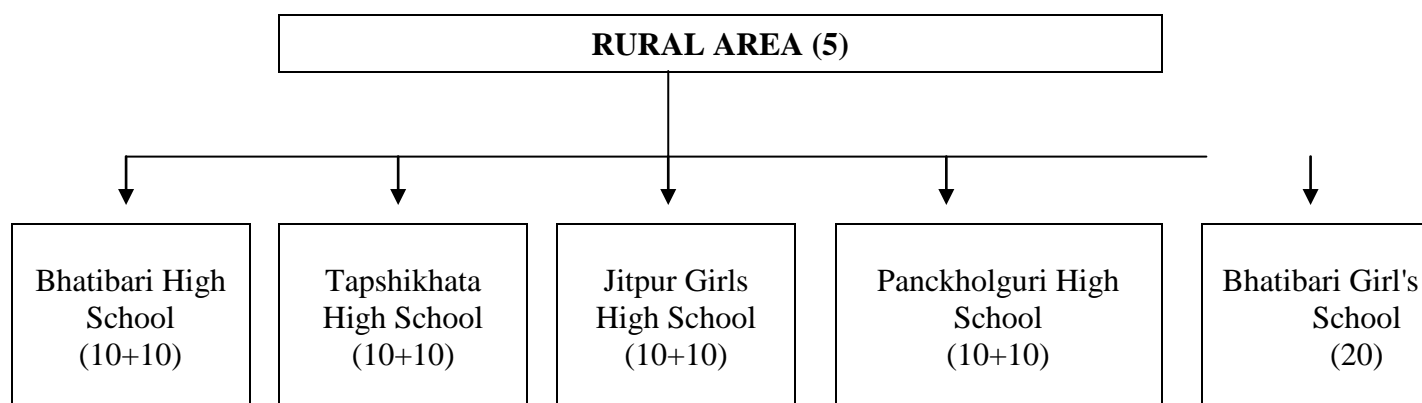 RURAL AREA (5)
Bhatibari High
School
(10+10)
Tapshikhata
High School
(10+10)
Jitpur Girls
High School
(10+10)
Panckholguri High
School
(10+10)
Bhatibari Girl's
School
(20)